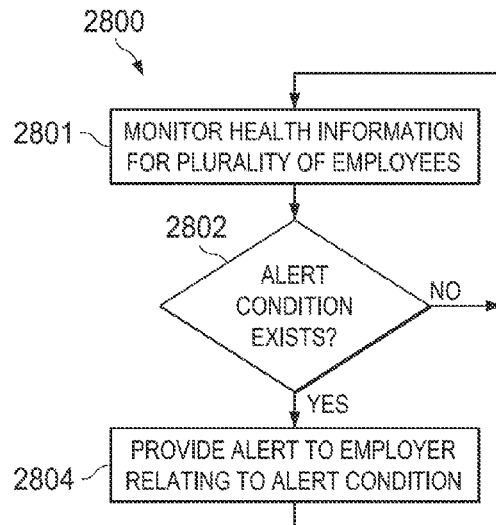 2800
2801
MONITOR HEALTH INFORMATION
FOR PLURALITY OF EMPLOYEES
2802
ALERT
CONDITION
EXISTS?
NO
YES
2804
PROVIDE ALERT TO EMPLOYER
RELATING TO ALERT CONDITION